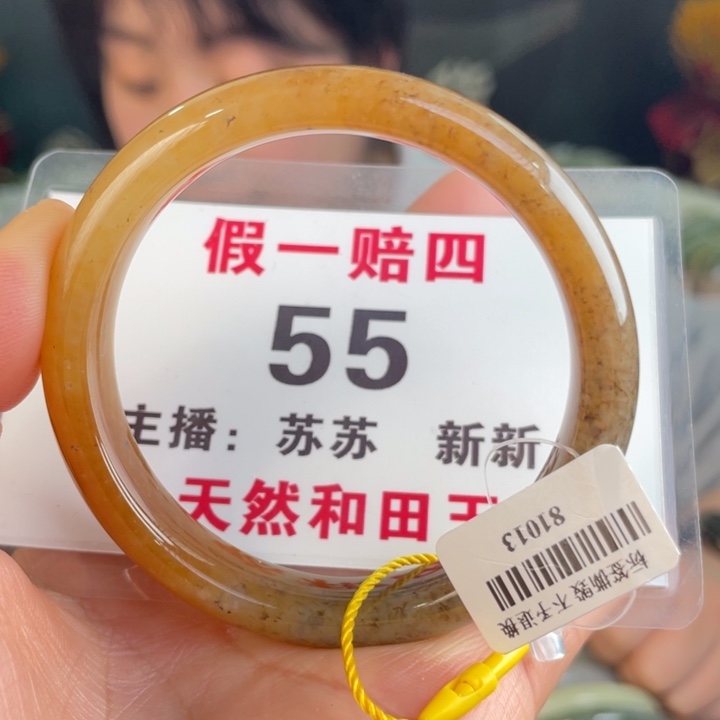 假一赔四
55
主播：苏苏 新新
天然和田玉
81013
标签撕毁 不予退换